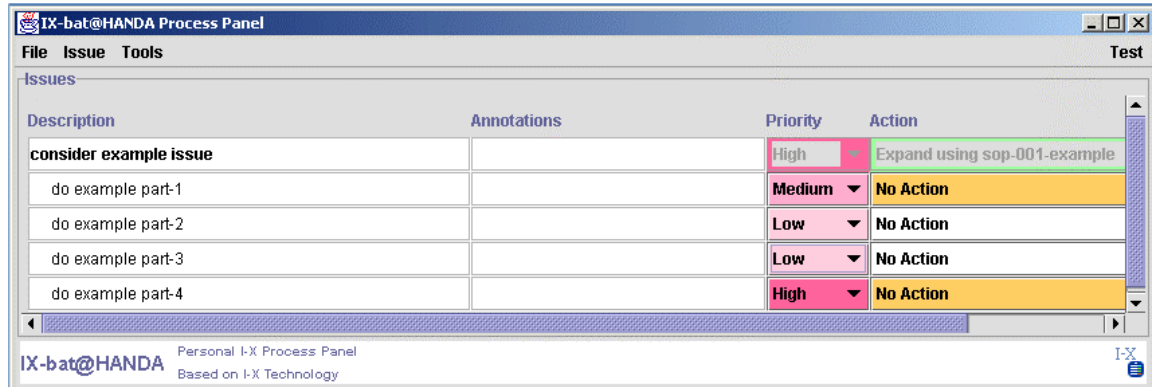 IX-bat@HANDA Process Panel
File Issue Tools Test
Issues
Description Annotations Priority Action
consider example issue High Expand using sop-001-example
do example part-1 Medium No Action
do example part-2 Low No Action
do example part-3 Low No Action
do example part-4 High No Action
IX-bat@HANDA Personal I-X Process Panel I-X
Based on I-X Technology